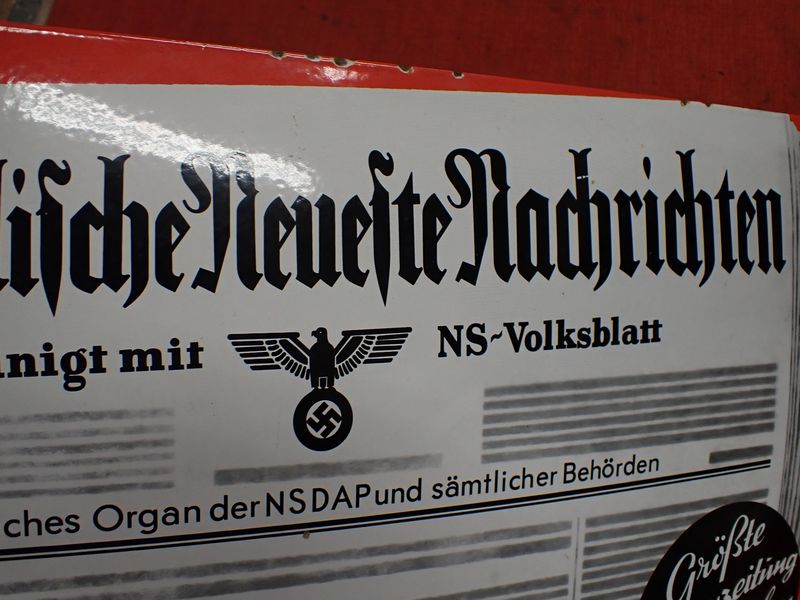 lische Neueste Nachrichten
nigt mit NS-Volksblatt
ches Organ der NSDAP und sämtlicher Behörden
Größte
zeitung